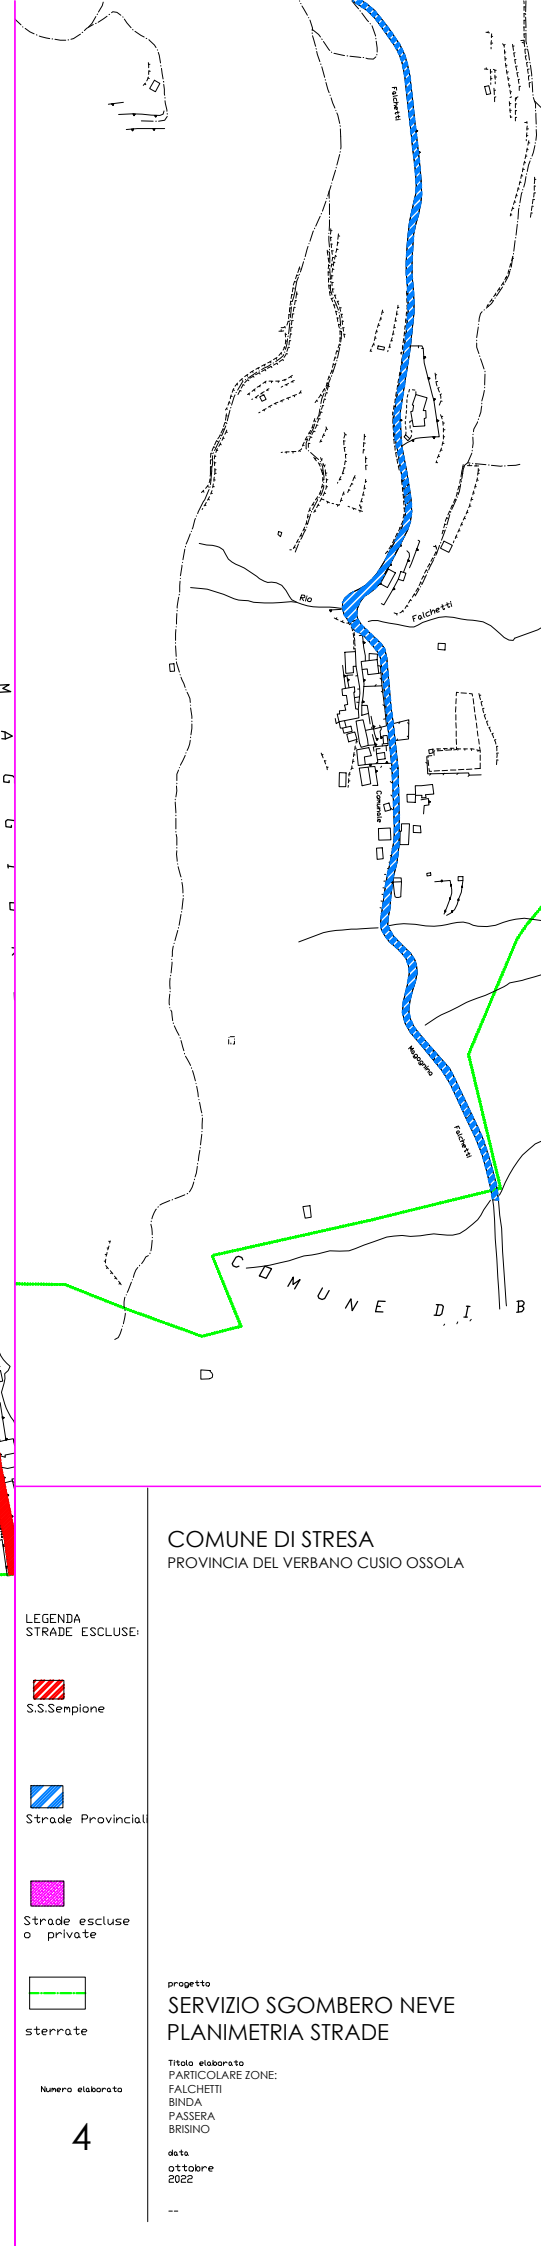 Falchetti
Rio
Falchetti
Comunale
Magognino
Falchetti
COMUNE DI B
COMUNE DI STRESA
PROVINCIA DEL VERBANO CUSIO OSSOLA
LEGENDA
STRADE ESCLUSE:
S.S.Sempione
Strade Provinciali
Strade escluse
o private
sterrate
Numero elaborato
4
progetto
SERVIZIO SGOMBERO NEVE
PLANIMETRIA STRADE
Titolo elaborato
PARTICOLARE ZONE:
FALCHETTI
BINDA
PASSERA
BRISINO
data
ottobre
2022
--